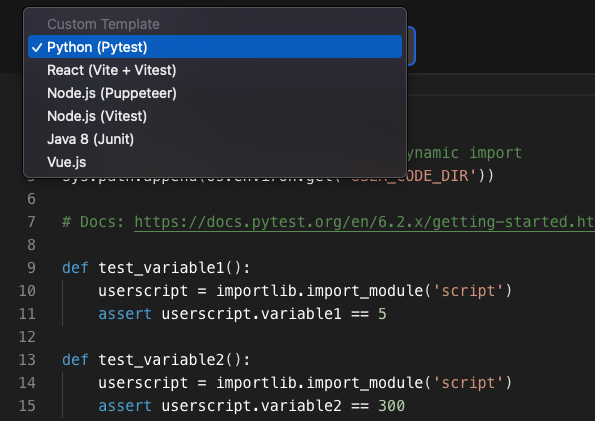 Custom Template
✓ Python (Pytest)
React (Vite + Vitest)
Node.js (Puppeteer)
Node.js (Vitest)
Java 8 (Junit)
Vue.js
ynamic import
sys.path.append(os.environ.get('USER_CODE_DIR'))
6
7 # Docs: https://docs.pytest.org/en/6.2.x/getting-started.ht
8
9 def test_variable1():
10 userscript = importlib.import_module('script')
11 assert userscript.variable1 == 5
12
13 def test_variable2():
14 userscript = importlib.import_module('script')
15 assert userscript.variable2 == 300